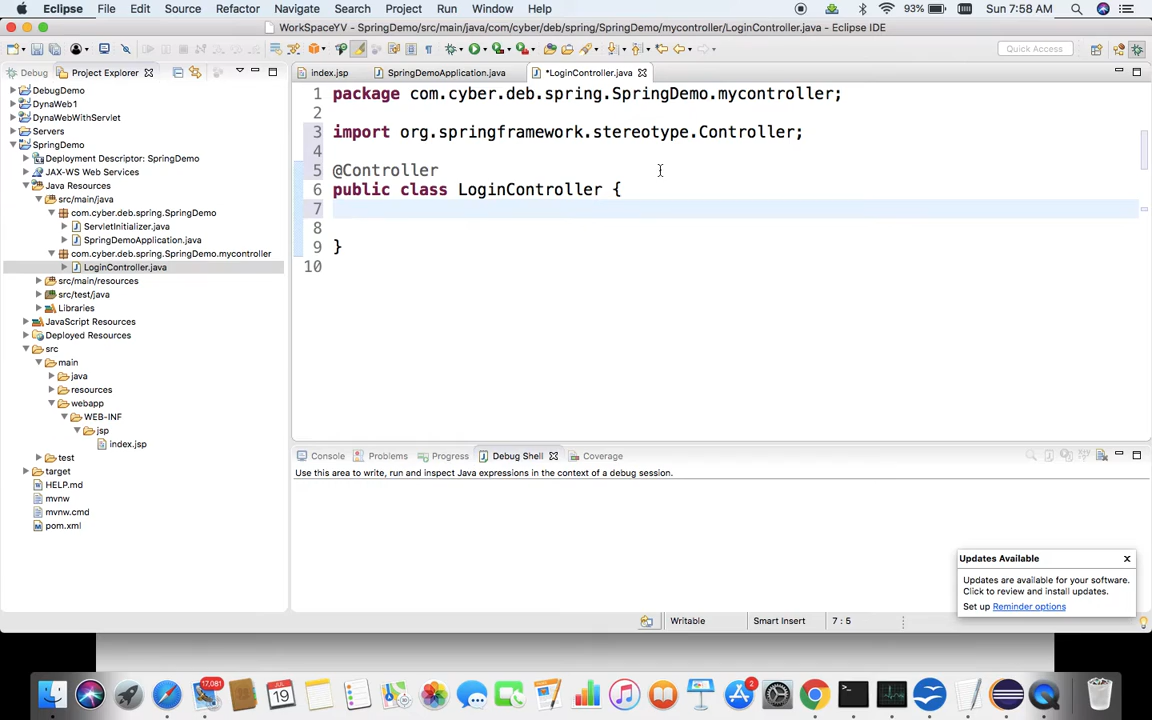 Eclipse File Edit Source Refactor Navigate Search Project Run Window Help 93% Sun 7:58 AM
WorkSpaceYV - SpringDemo/src/main/java/com/cyber/deb/spring/SpringDemo/mycontroller/LoginController.java - Eclipse IDE
Quick Access
Debug Project Explorer index.jsp SpringDemoApplication.java *LoginController.java
DebugDemo
DynaWeb1
DynaWebWithServlet
Servers
SpringDemo
Deployment Descriptor: SpringDemo
JAX-WS Web Services
Java Resources
src/main/java
com.cyber.deb.spring.SpringDemo
ServletInitializer.java
SpringDemoApplication.java
com.cyber.deb.spring.SpringDemo.mycontroller
LoginController.java
src/main/resources
src/test/java
Libraries
JavaScript Resources
Deployed Resources
src
main
java
resources
webapp
WEB-INF
jsp
index.jsp
test
target
HELP.md
mvnw
mvnw.cmd
pom.xml
1 package com.cyber.deb.spring.SpringDemo.mycontroller;
2
3 import org.springframework.stereotype.Controller;
4
5 @Controller
6 public class LoginController {
7
8
9 }
10
Console Problems Progress Debug Shell Coverage
Use this area to write, run and inspect Java expressions in the context of a debug session.
Updates Available
Updates are available for your software.
Click to review and install updates.
Set up Reminder options
Writable Smart Insert 7 : 5
17,081
JUL
19
2